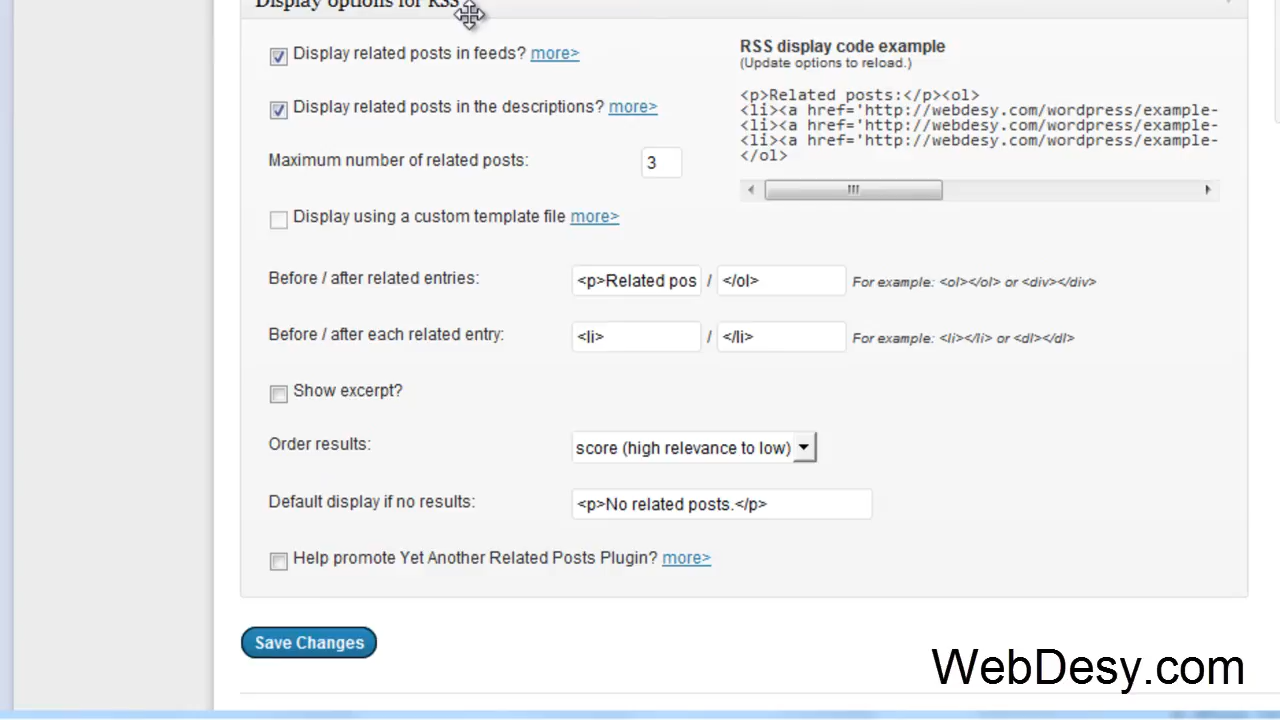 Display options for RSS
Display related posts in feeds? more>
Display related posts in the descriptions? more>
Maximum number of related posts: 3
Display using a custom template file more>
RSS display code example
(Update options to reload.)
<p>Related posts:</p><ol>
<li><a href='http://webdesy.com/wordpress/example-
<li><a href='http://webdesy.com/wordpress/example-
<li><a href='http://webdesy.com/wordpress/example-
</ol>
Before / after related entries: <p>Related pos / </ol> For example: <ol></ol> or <div></div>
Before / after each related entry: <li> / </li> For example: <li></li> or <dl></dl>
Show excerpt?
Order results: score (high relevance to low)
Default display if no results: <p>No related posts.</p>
Help promote Yet Another Related Posts Plugin? more>
Save Changes
WebDesy.com